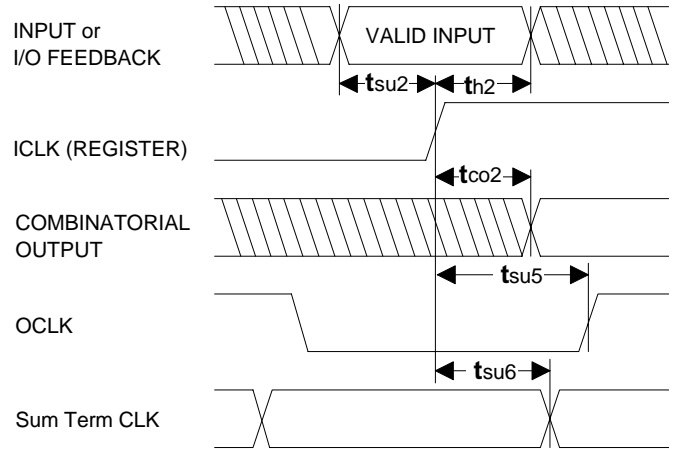 INPUT or
I/O FEEDBACK
VALID INPUT
tsu2
th2
ICLK (REGISTER)
tco2
COMBINATORIAL
OUTPUT
tsu5
OCLK
tsu6
Sum Term CLK